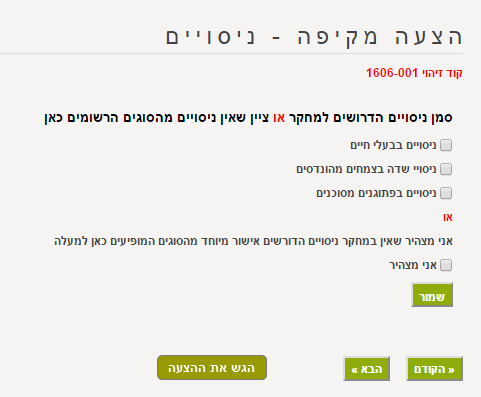 הצעה מקיפה - ניסויים
קוד זיהוי 1606-001
סמן ניסויים הדרושים למחקר או ציין שאין ניסויים מהסוגים הרשומים כאן
ניסויים בבעלי חיים
ניסויי שדה בצמחים מהונדסים
ניסויים בפתוגנים מסוכנים
או
אני מצהיר שאין במחקר ניסויים הדורשים אישור מיוחד מהסוגים המופיעים כאן למעלה
אני מצהיר
שמור
« הקודם הבא » הגש את ההצעה